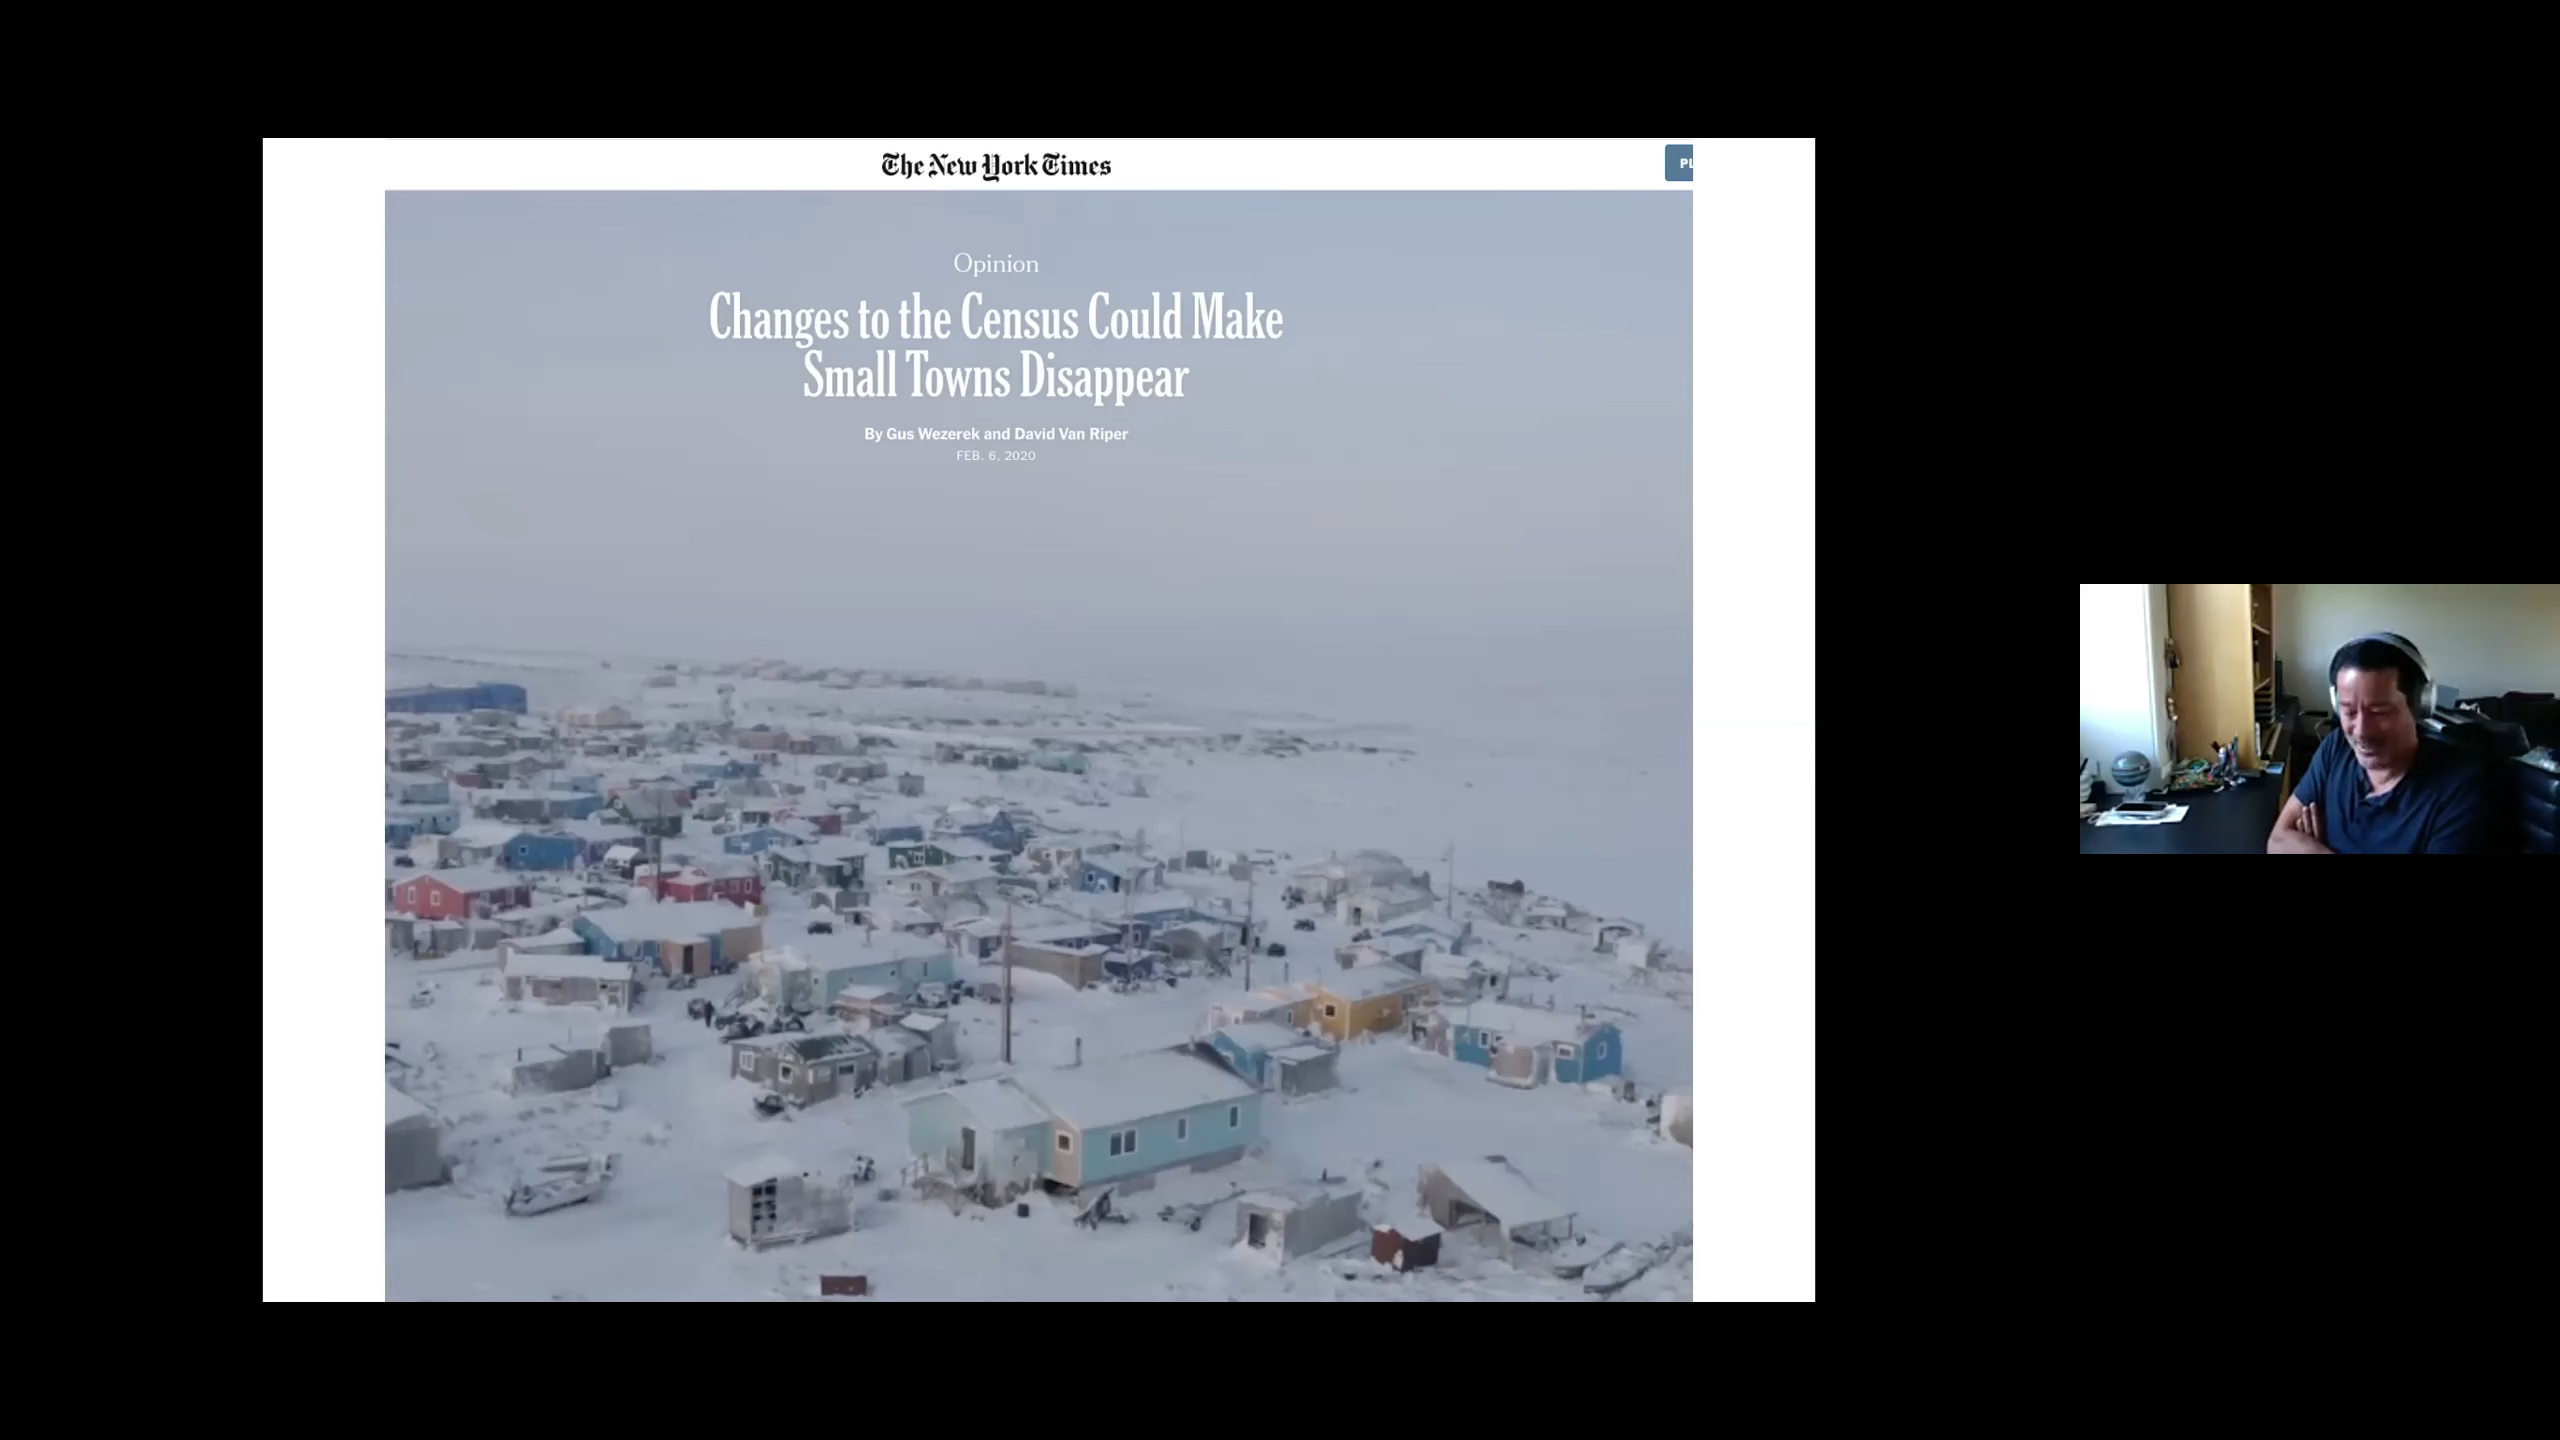 The New York Times
PL
Opinion
Changes to the Census Could Make
Small Towns Disappear
By Gus Wezerek and David Van Riper
FEB. 6, 2020